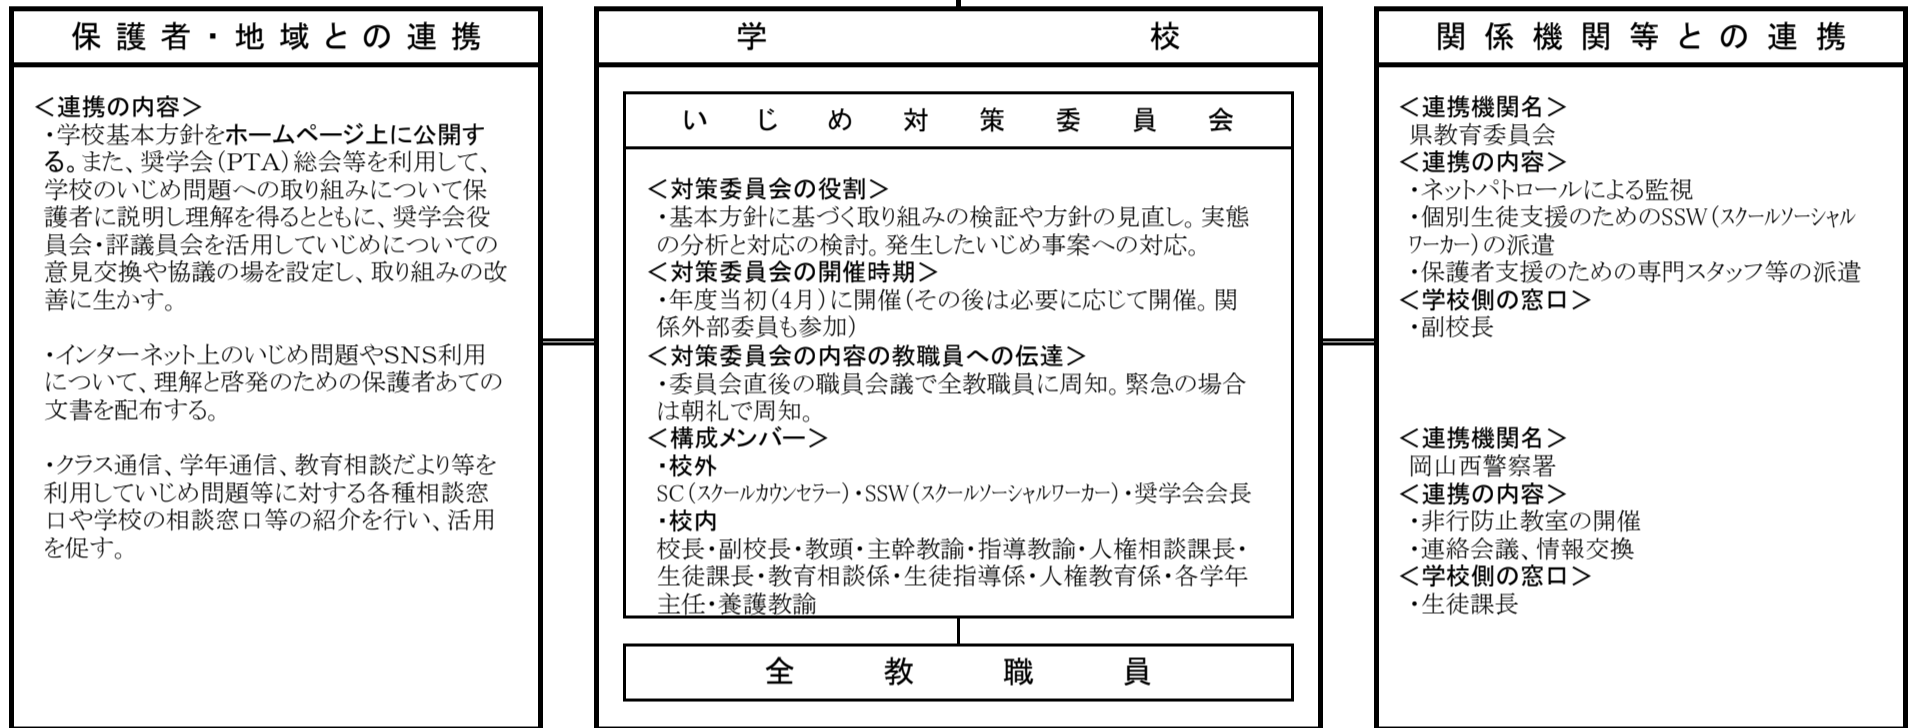 保護者・地域との連携
＜連携の内容＞
・学校基本方針をホームページ上に公開す
る。また、奨学会（PTA）総会等を利用して、
学校のいじめ問題への取り組みについて保
護者に説明し理解を得るとともに、奨学会役
員会・評議員会を活用していじめについての
意見交換や協議の場を設定し、取り組みの改
善に生かす。
・インターネット上のいじめ問題やSNS利用
について、理解と啓発のための保護者あての
文書を配布する。
・クラス通信、学年通信、教育相談だより等を
利用していじめ問題等に対する各種相談窓
口や学校の相談窓口等の紹介を行い、活用
を促す。
学校
いじめ対策委員会
＜対策委員会の役割＞
・基本方針に基づく取り組みの検証や方針の見直し。実態
の分析と対応の検討。発生したいじめ事案への対応。
＜対策委員会の開催時期＞
・年度当初（4月）に開催（その後は必要に応じて開催。関
係外部委員も参加）
＜対策委員会の内容の教職員への伝達＞
・委員会直後の職員会議で全教職員に周知。緊急の場合
は朝礼で周知。
＜構成メンバー＞
・校外
SC（スクールカウンセラー）・SSW（スクールソーシャルワーカー）・奨学会会長
・校内
校長・副校長・教頭・主幹教諭・指導教諭・人権相談課長・
生徒課長・教育相談係・生徒指導係・人権教育係・各学年
主任・養護教諭
全教職員
関係機関等との連携
＜連携機関名＞
県教育委員会
＜連携の内容＞
・ネットパトロールによる監視
・個別生徒支援のためのSSW（スクールソーシャル
ワーカー）の派遣
・保護者支援のための専門スタッフ等の派遣
＜学校側の窓口＞
・副校長
＜連携機関名＞
岡山西警察署
＜連携の内容＞
・非行防止教室の開催
・連絡会議、情報交換
＜学校側の窓口＞
・生徒課長